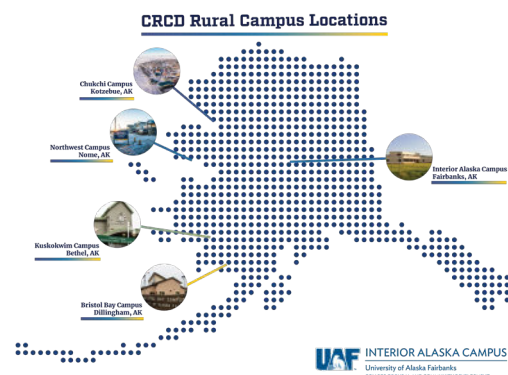 CRCD Rural Campus Locations
Chukchi Campus
Kotzebue, AK
Northwest Campus
Nome, AK
Interior Alaska Campus
Fairbanks, AK
Kuskokwim Campus
Bethel, AK
Bristol Bay Campus
Dillingham, AK
UAF
INTERIOR ALASKA CAMPUS
University of Alaska Fairbanks